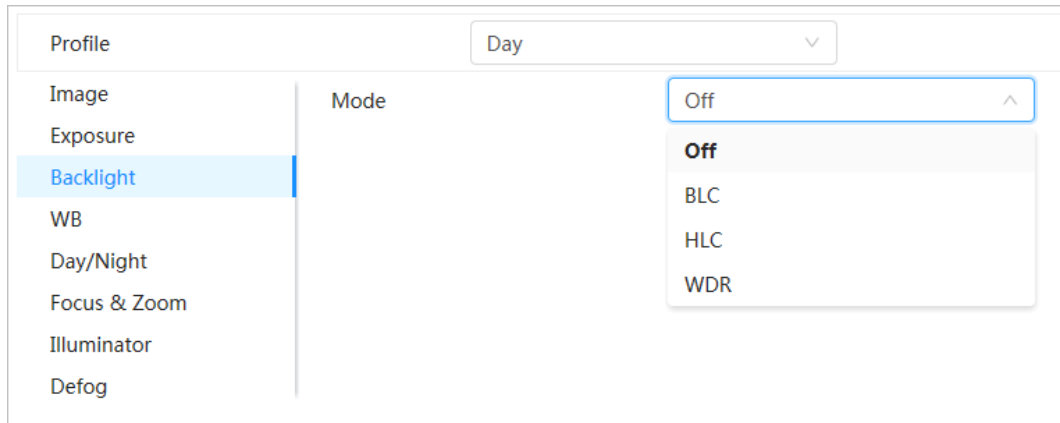 Profile Day
Image
Mode Off
Exposure
Off
Backlight
BLC
WB
HLC
Day/Night
WDR
Focus & Zoom
Illuminator
Defog